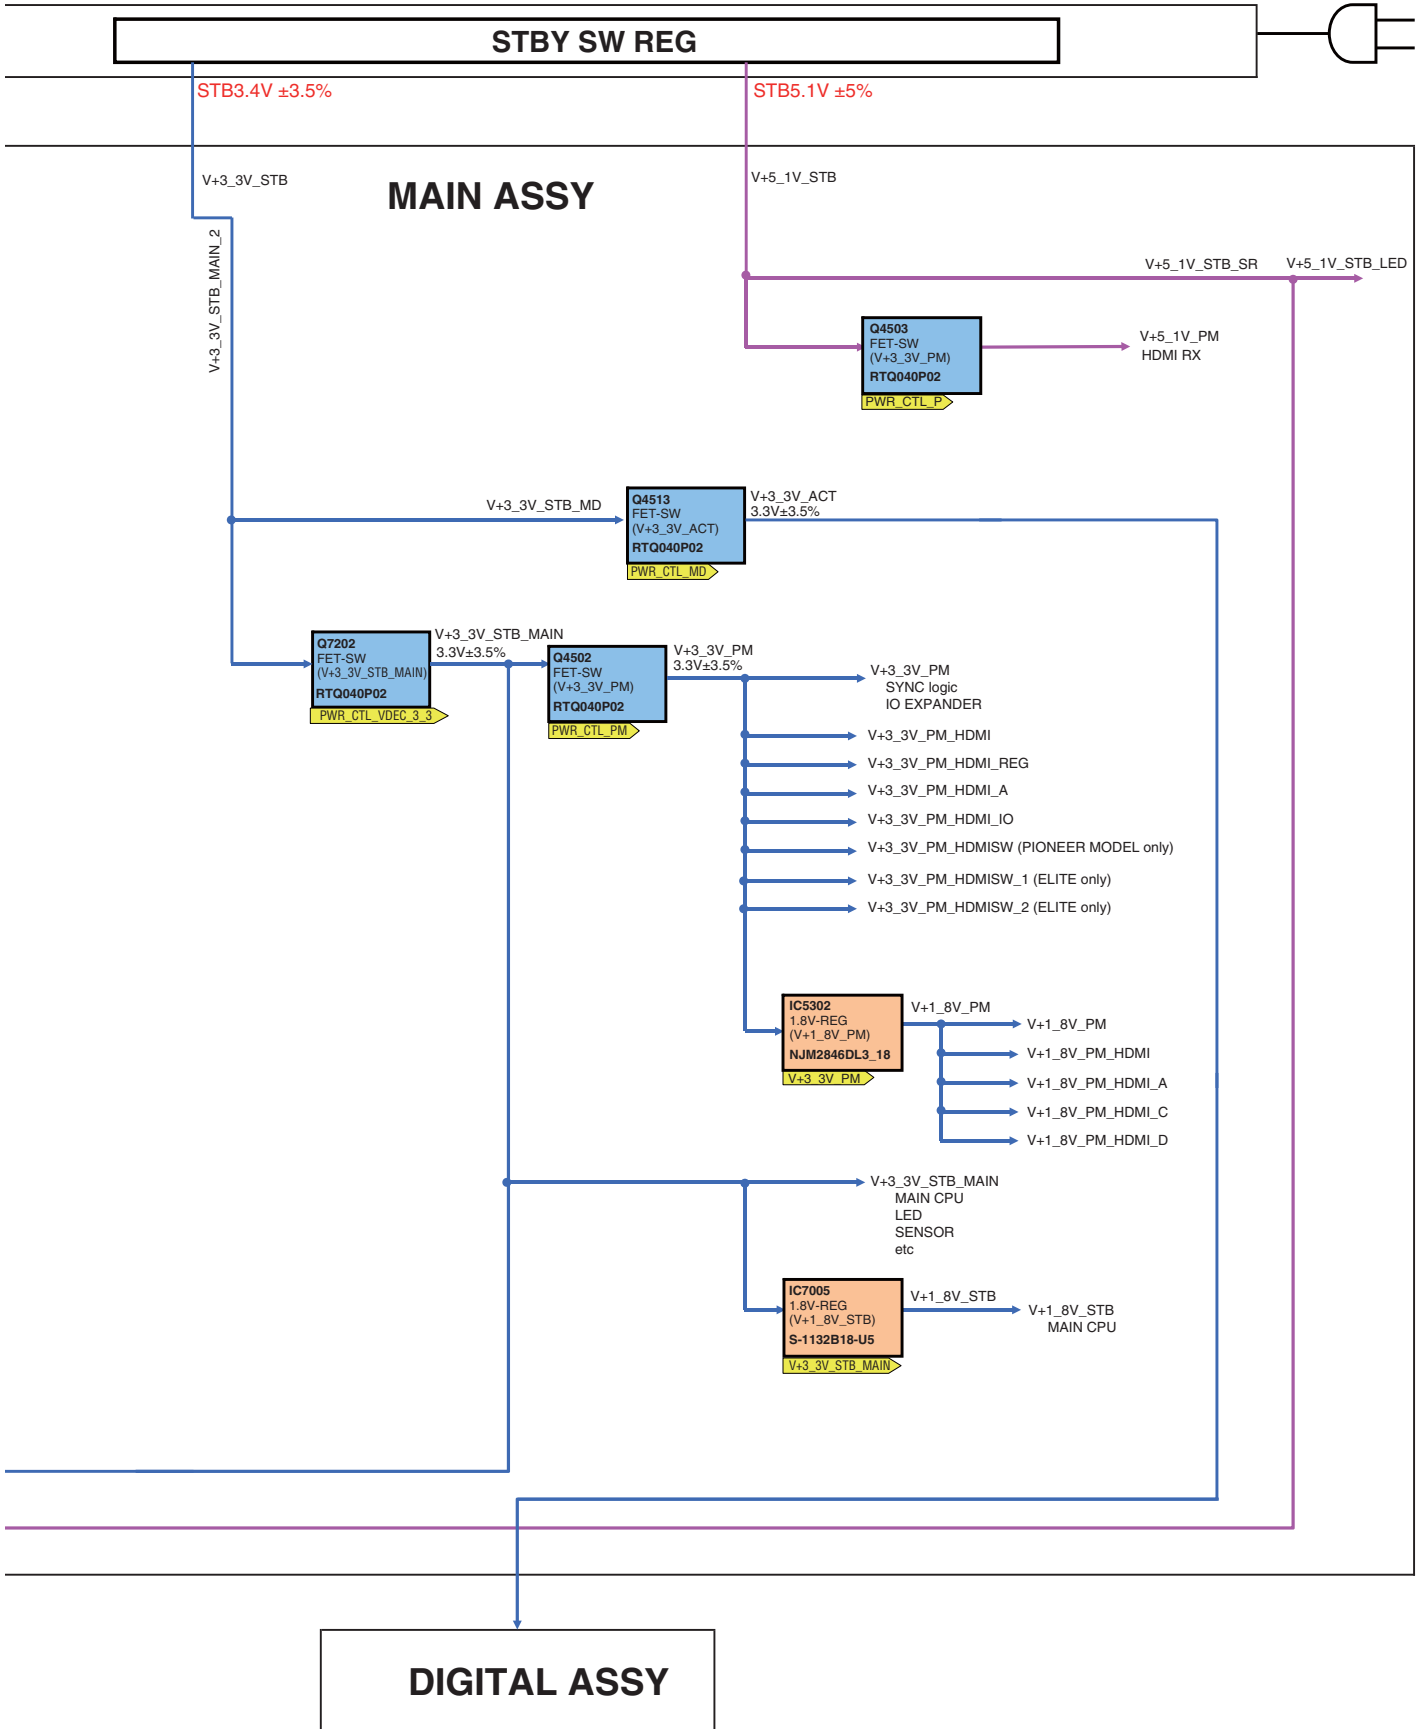 STBY SW REG
STB3.4V ±3.5%
STB5.1V ±5%
V+3_3V_STB
MAIN ASSY
V+5_1V_STB
V+3_3V_STB_MAIN_2
V+5_1V_STB_SR
V+5_1V_STB_LED
Q4503
FET-SW
(V+3_3V_PM)
RTQ040P02
PWR_CTL_P
V+5_1V_PM
HDMI RX
V+3_3V_STB_MD
Q4513
FET-SW
(V+3_3V_ACT)
RTQ040P02
PWR_CTL_MD
V+3_3V_ACT
3.3V±3.5%
Q7202
FET-SW
(V+3_3V_STB_MAIN)
RTQ040P02
PWR_CTL_VDEC_3_3
V+3_3V_STB_MAIN
3.3V±3.5%
Q4502
FET-SW
(V+3_3V_PM)
RTQ040P02
PWR_CTL_PM
V+3_3V_PM
3.3V±3.5%
V+3_3V_PM
SYNC logic
IO EXPANDER
V+3_3V_PM_HDMI
V+3_3V_PM_HDMI_REG
V+3_3V_PM_HDMI_A
V+3_3V_PM_HDMI_IO
V+3_3V_PM_HDMISW (PIONEER MODEL only)
V+3_3V_PM_HDMISW_1 (ELITE only)
V+3_3V_PM_HDMISW_2 (ELITE only)
IC5302
1.8V-REG
(V+1_8V_PM)
NJM2846DL3_18
V+3_3V_PM
V+1_8V_PM
V+1_8V_PM
V+1_8V_PM_HDMI
V+1_8V_PM_HDMI_A
V+1_8V_PM_HDMI_C
V+1_8V_PM_HDMI_D
V+3_3V_STB_MAIN
MAIN CPU
LED
SENSOR
etc
IC7005
1.8V-REG
(V+1_8V_STB)
S-1132B18-U5
V+3_3V_STB_MAIN
V+1_8V_STB
V+1_8V_STB
MAIN CPU
DIGITAL ASSY